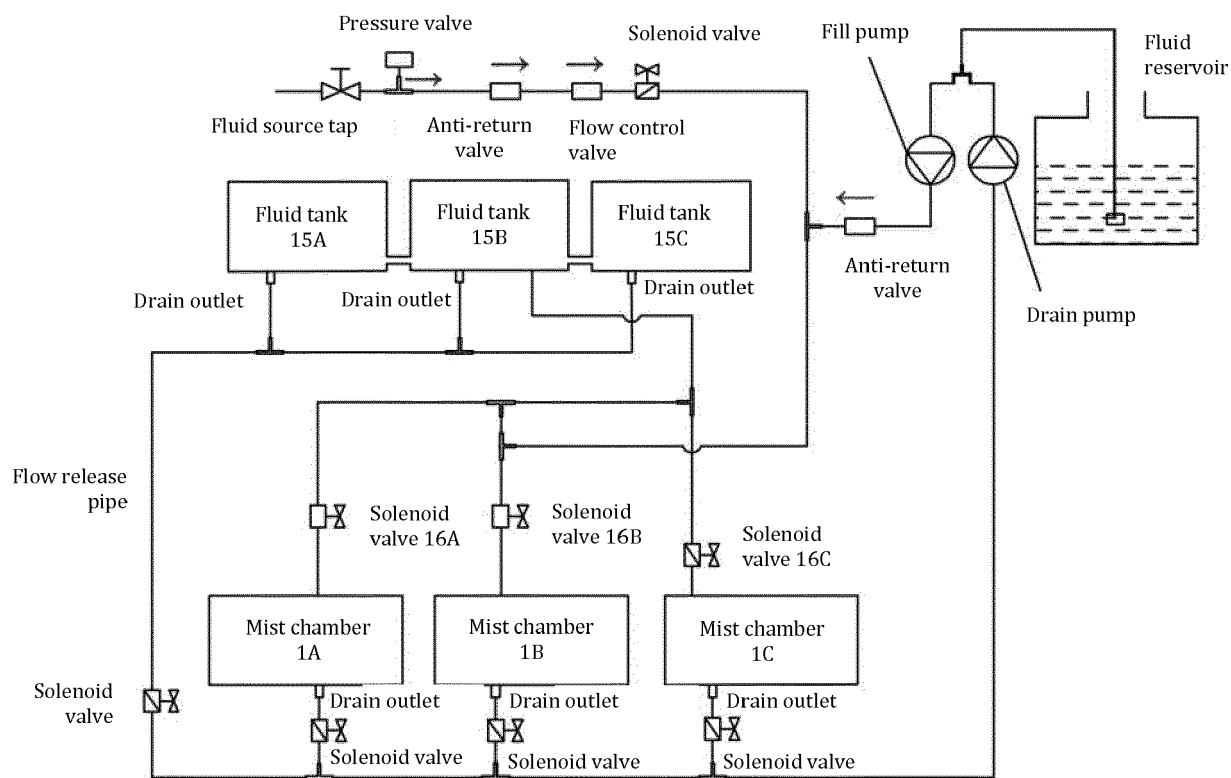 Pressure valve
Solenoid valve
Fill pump
Fluid
reservoir
Fluid source tap
Anti-return
valve
Flow control
valve
Fluid tank
15A
Fluid tank
15B
Fluid tank
15C
Drain outlet
Drain outlet
Drain outlet
Anti-return
valve
Drain pump
Flow release
pipe
Solenoid
valve 16A
Solenoid
valve 16B
Solenoid
valve 16C
Mist chamber
1A
Mist chamber
1B
Mist chamber
1C
Solenoid
valve
Drain outlet
Drain outlet
Drain outlet
Solenoid valve
Solenoid valve
Solenoid valve